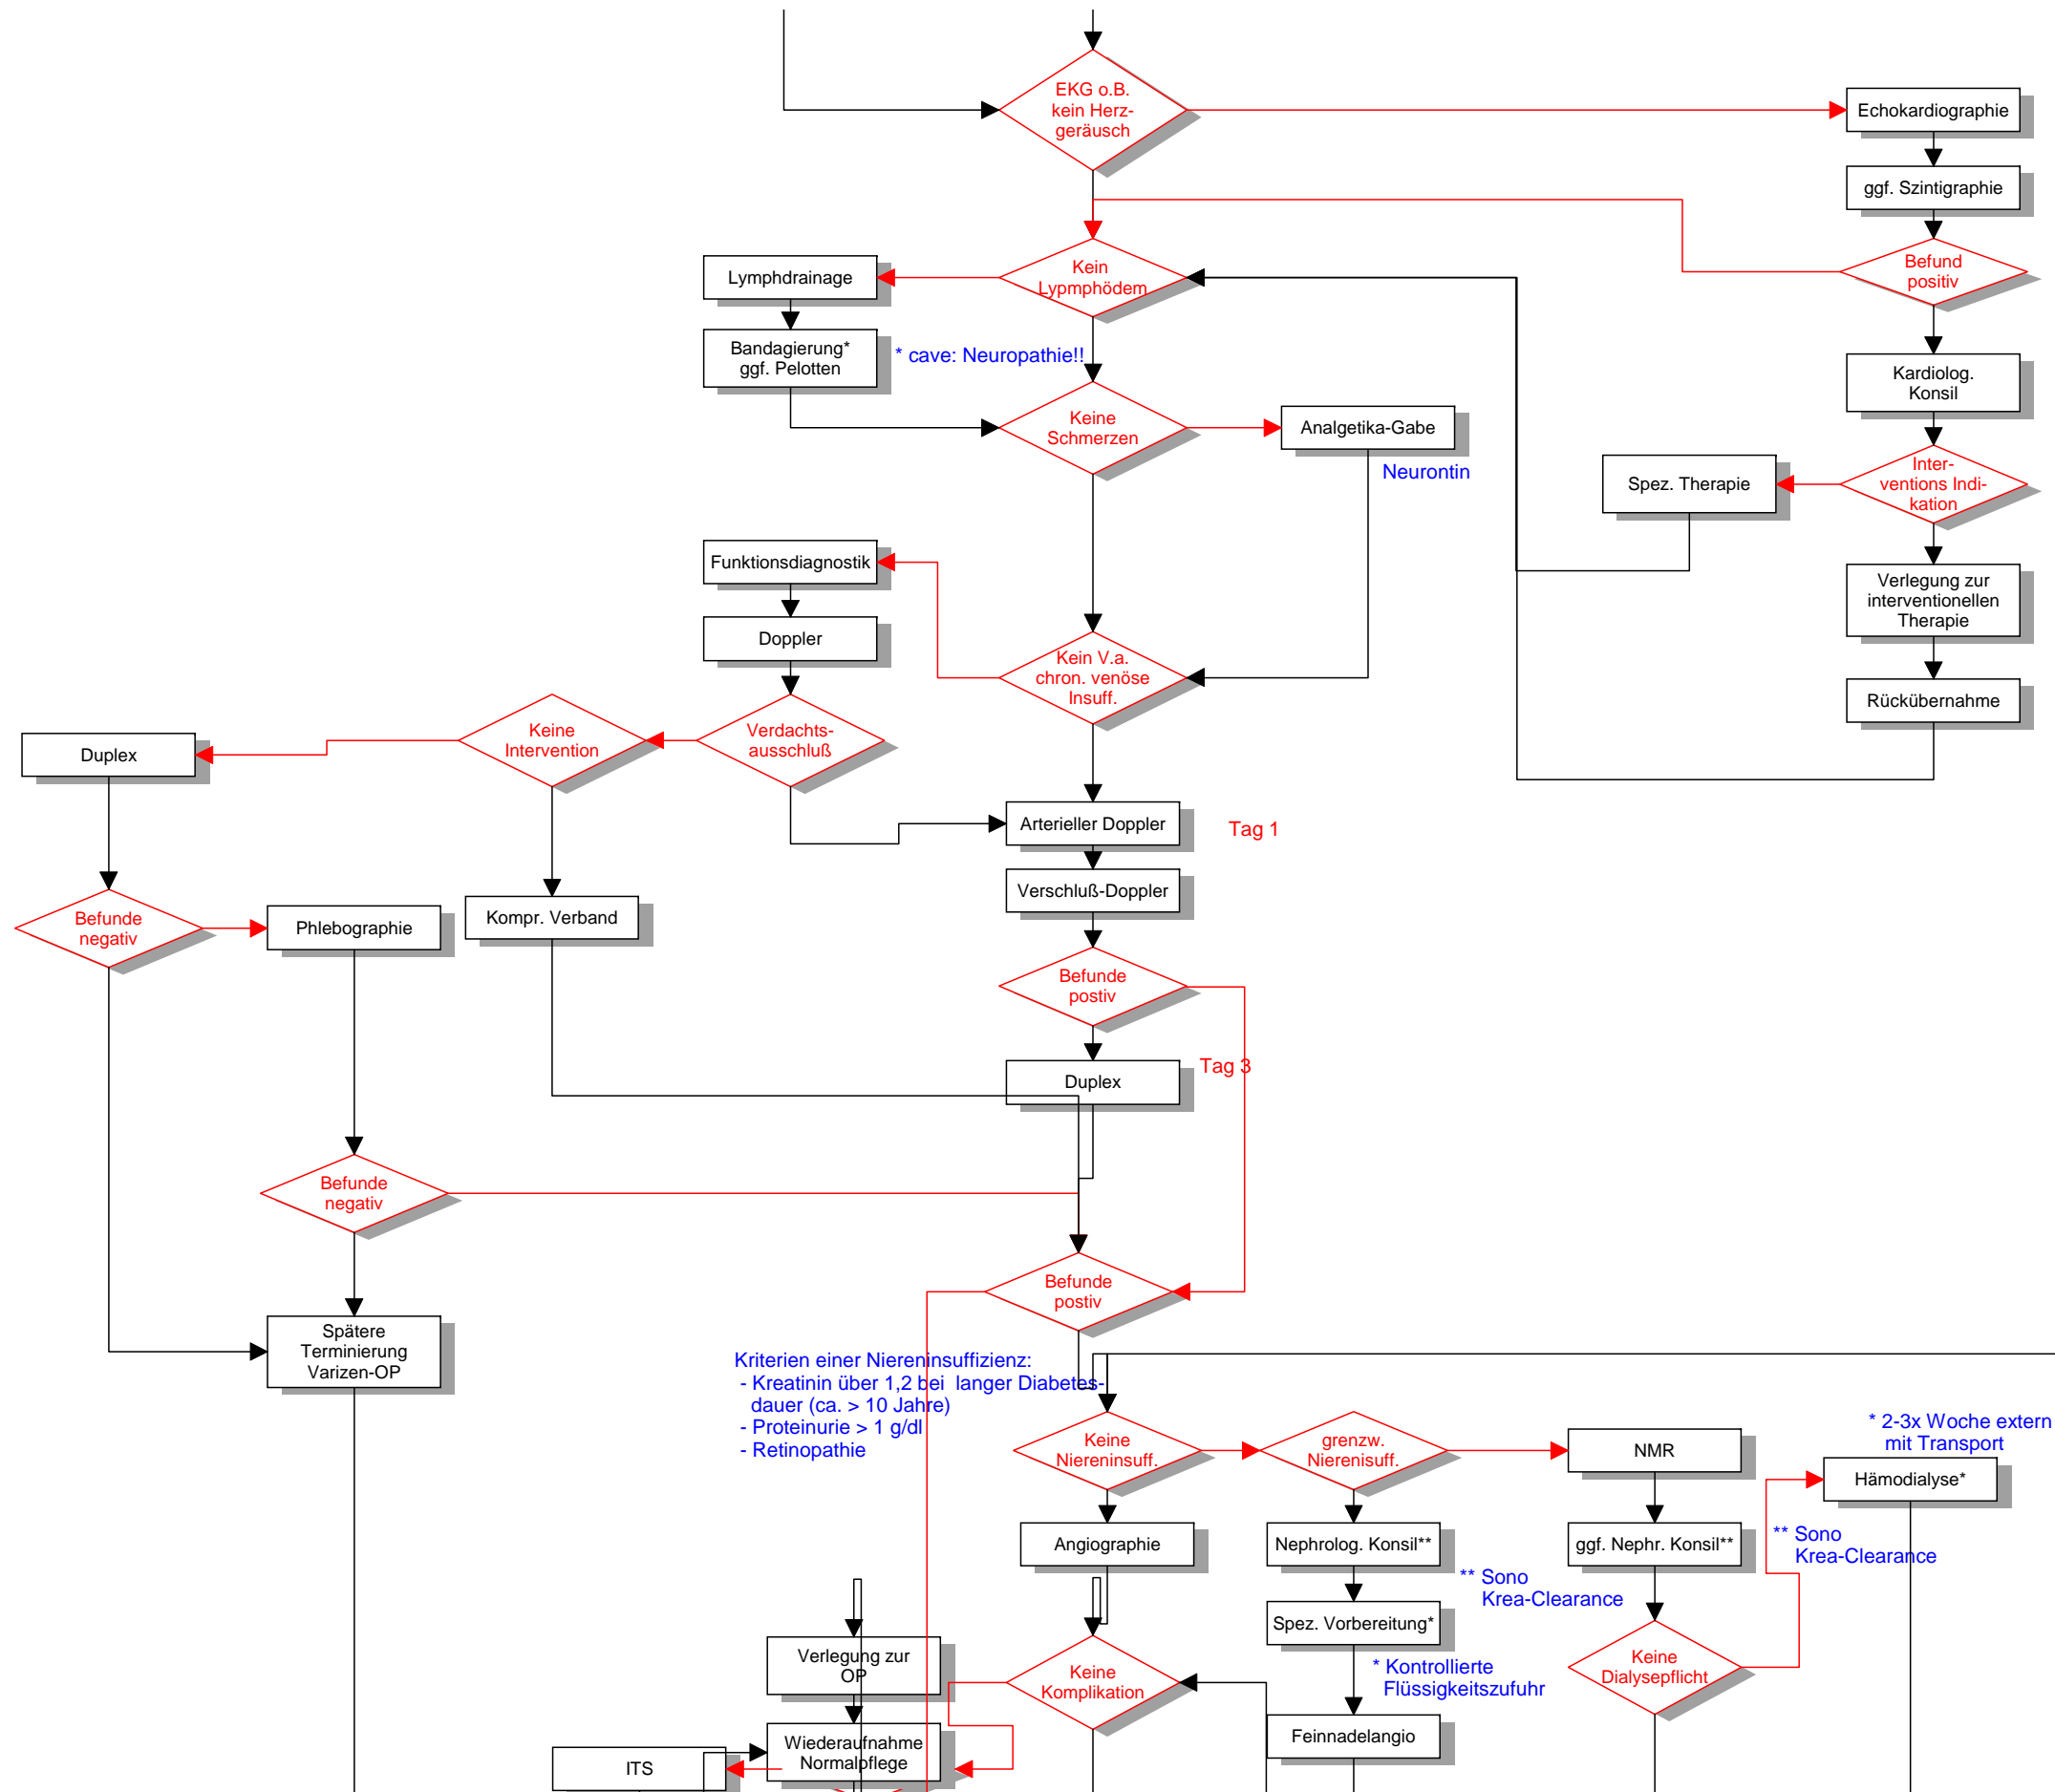 EKG o.B.
kein Herz-
geräusch
Echokardiographie
ggf. Szintigraphie
Befund
positiv
Lymphdrainage
Kein
Lypmphödem
Bandagierung*
ggf. Pelotten
* cave: Neuropathie!!
Kardiolog.
Konsil
Keine
Schmerzen
Analgetika-Gabe
Neurontin
Spez. Therapie
Inter-
ventions Indi-
kation
Funktionsdiagnostik
Doppler
Verlegung zur
interventionellen
Therapie
Kein V.a.
chron. venöse
Insuff.
Rückübernahme
Duplex
Keine
Intervention
Verdachts-
ausschluß
Arterieller Doppler
Tag 1
Verschluß-Doppler
Befunde
negativ
Phlebographie
Kompr. Verband
Befunde
postiv
Duplex
Tag 3
Befunde
negativ
Befunde
postiv
Spätere
Terminierung
Varizen-OP
Kriterien einer Niereninsuffizienz:
- Kreatinin über 1,2 bei  langer Diabetes-
dauer (ca. > 10 Jahre)
- Proteinurie > 1 g/dl
- Retinopathie
Keine
Niereninsuff.
grenzw.
Nierenisuff.
NMR
* 2-3x Woche extern
mit Transport
Hämodialyse*
Angiographie
Nephrolog. Konsil**
ggf. Nephr. Konsil**
** Sono
Krea-Clearance
** Sono
Krea-Clearance
Spez. Vorbereitung*
Verlegung zur
OP
Keine
Komplikation
* Kontrollierte
Flüssigkeitszufuhr
Keine
Dialysepflicht
Feinnadelangio
Wiederaufnahme
Normalpflege
ITS